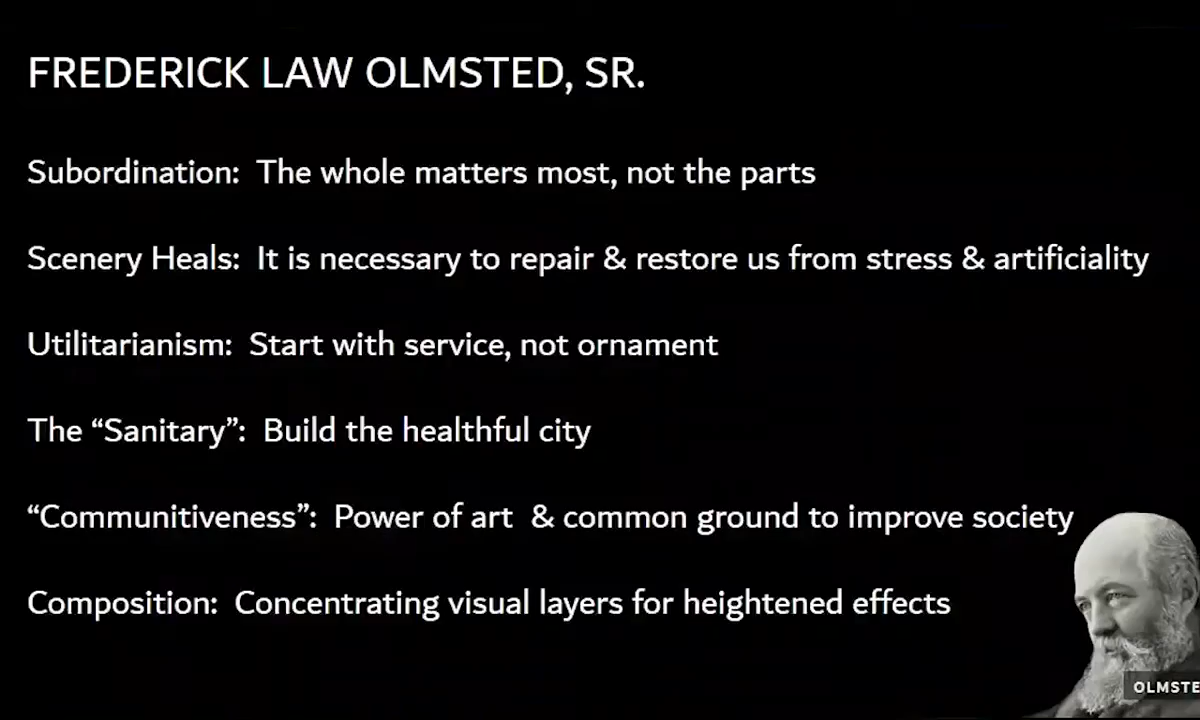 FREDERICK LAW OLMSTED, SR.
Subordination: The whole matters most, not the parts
Scenery Heals: It is necessary to repair & restore us from stress & artificiality
Utilitarianism: Start with service, not ornament
The “Sanitary”: Build the healthful city
“Communitiveness”: Power of art & common ground to improve society
Composition: Concentrating visual layers for heightened effects
OLMSTE